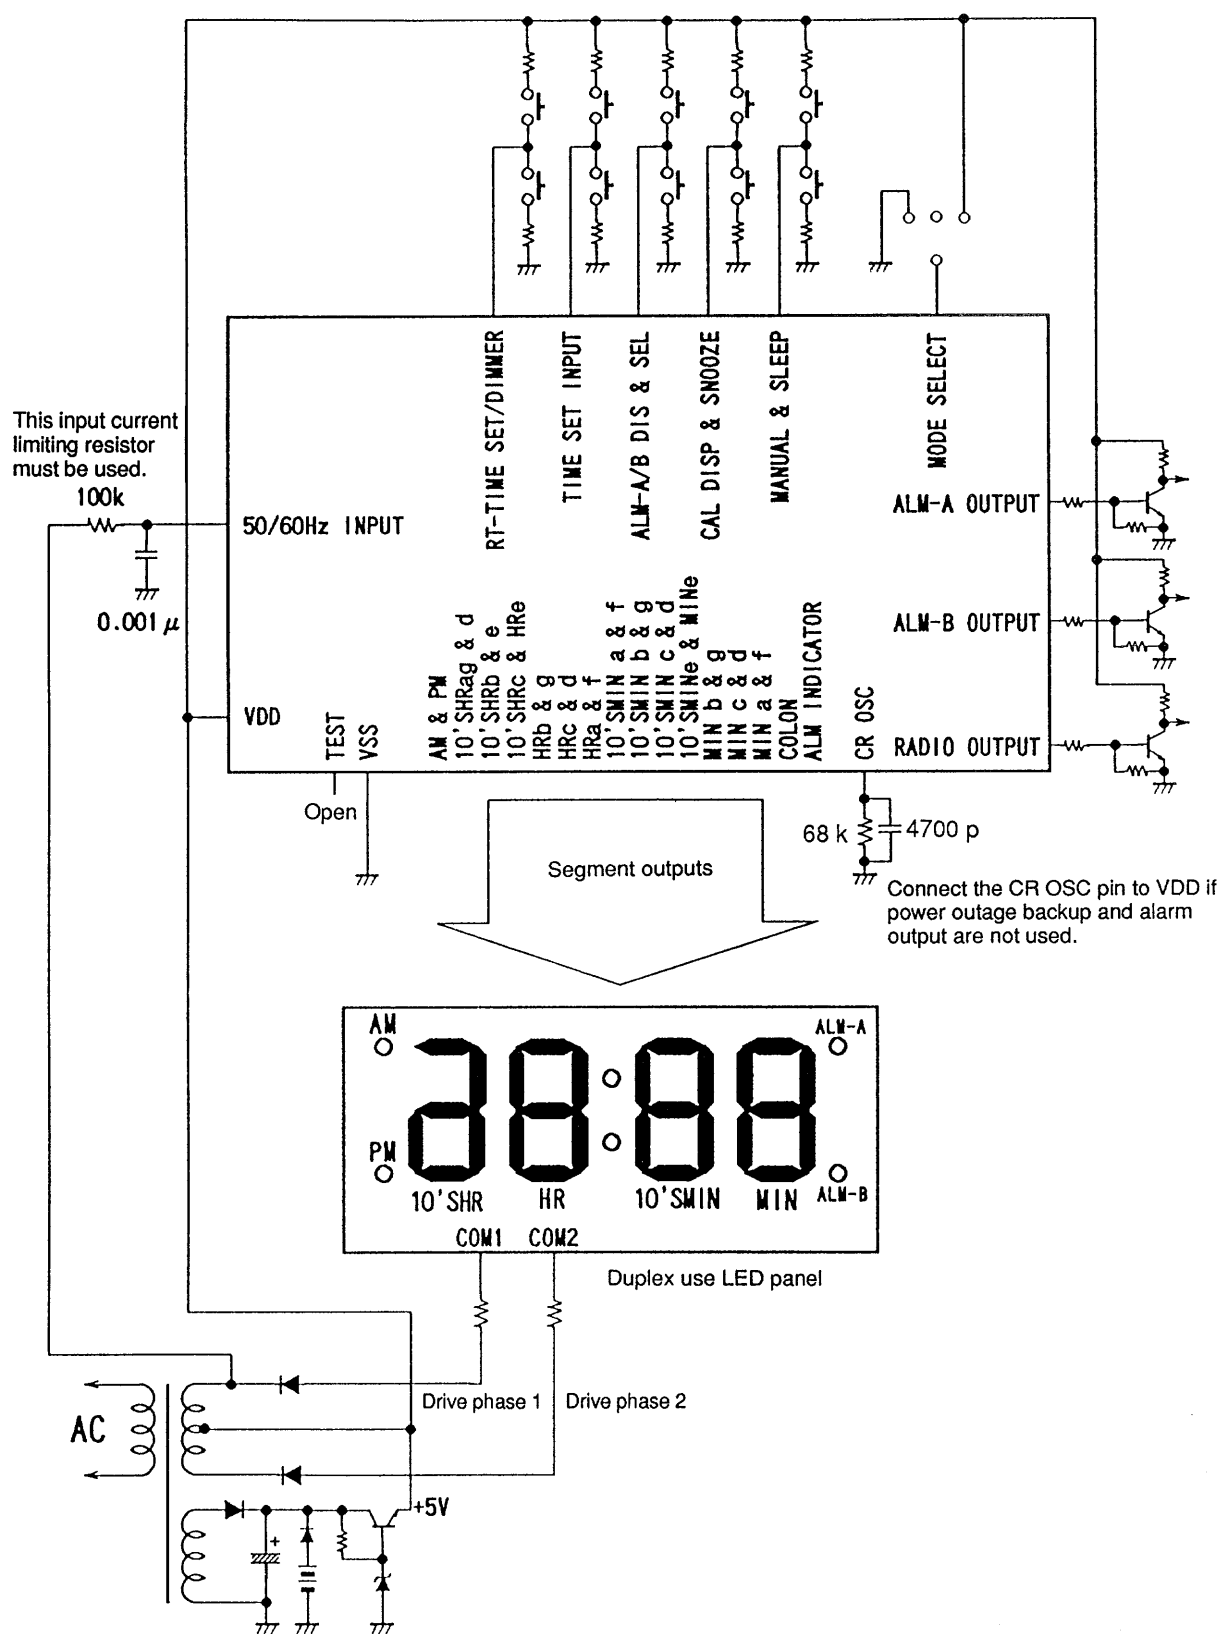 RT-TIME SET/DIMMER
TIME SET INPUT
ALM-A/B DIS & SEL
CAL DISP & SNOOZE
MANUAL & SLEEP
MODE SELECT
This input current
limiting resistor
must be used.
100k
50/60Hz INPUT
0.001 μ
ALM-A OUTPUT
ALM-B OUTPUT
RADIO OUTPUT
VDD
TEST
VSS
AM & PM
10'SHRag & d
10'SHRb & e
10'SHRc & HRe
HRb & g
HRc & d
HRa & f
10'SMIN a & f
10'SMIN b & g
10'SMIN c & d
10'SMINe & MINe
MIN b & g
MIN c & d
MIN a & f
COLON
ALM INDICATOR
CR OSC
Open
68 k
4700 p
Segment outputs
Connect the CR OSC pin to VDD if
power outage backup and alarm
output are not used.
AM
ALM-A
28:88
PM
ALM-B
10'SHR
HR
10'SMIN
MIN
COM1
COM2
Duplex use LED panel
Drive phase 1
Drive phase 2
AC
+5V
+